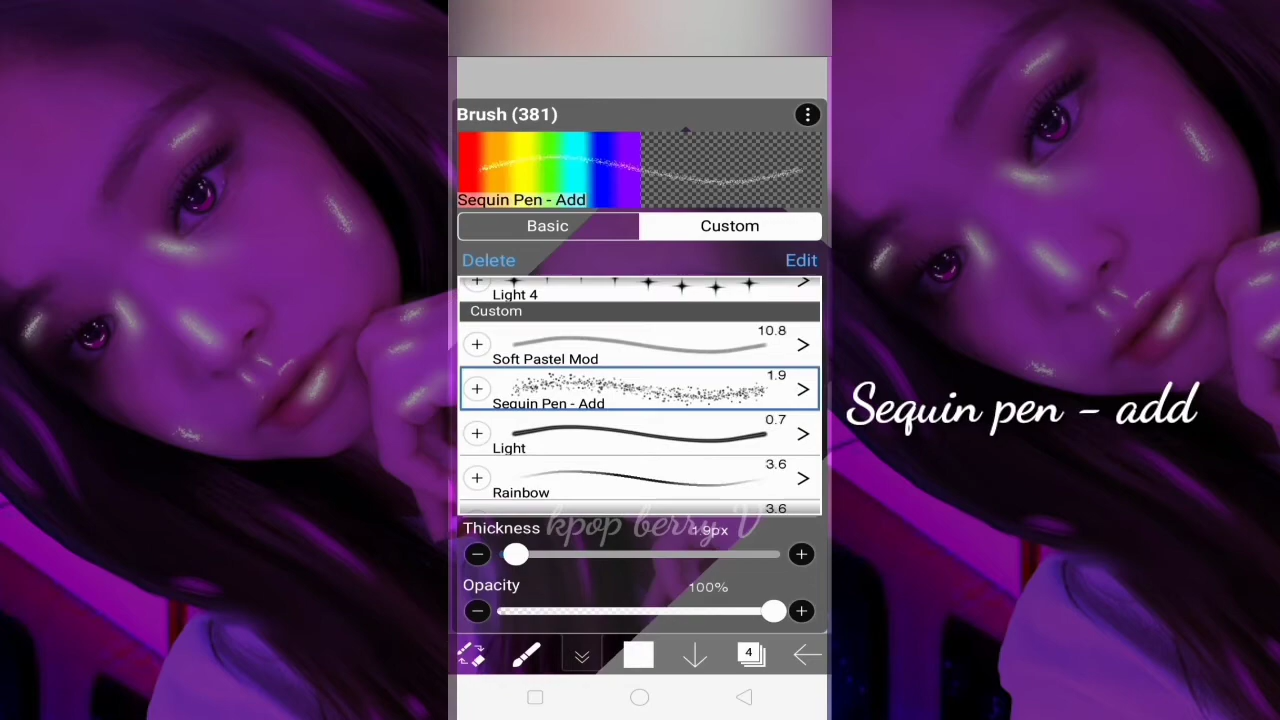 Brush (381)
Sequin Pen - Add
Basic
Custom
Delete
Edit
Light 4
Custom
10.8
Soft Pastel Mod
1.9
Sequin Pen - Add
0.7
Light
3.6
Rainbow
3.6
Thickness
1.9px
kpop berry V
Opacity
100%
4
Sequin pen - add